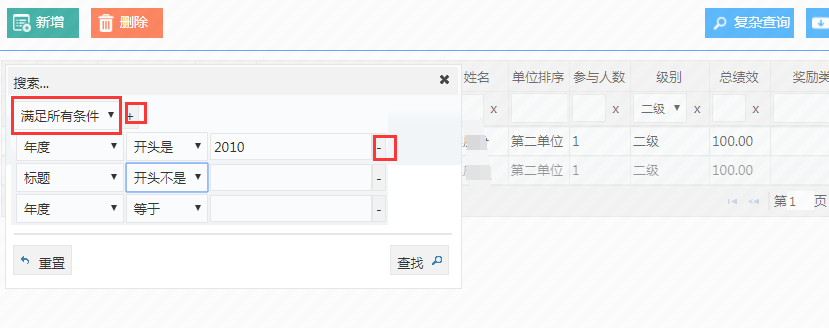 新增 删除 复杂查询
搜索... ✖
姓名 单位排序 参与人数 级别 总绩效 奖励类
满足所有条件 +
x x x 二级 x x
年度 开头是 2010 -
第二单位 1 二级 100.00
标题 开头不是 -
第二单位 1 二级 100.00
年度 等于 -
第 1 页
重置 查找